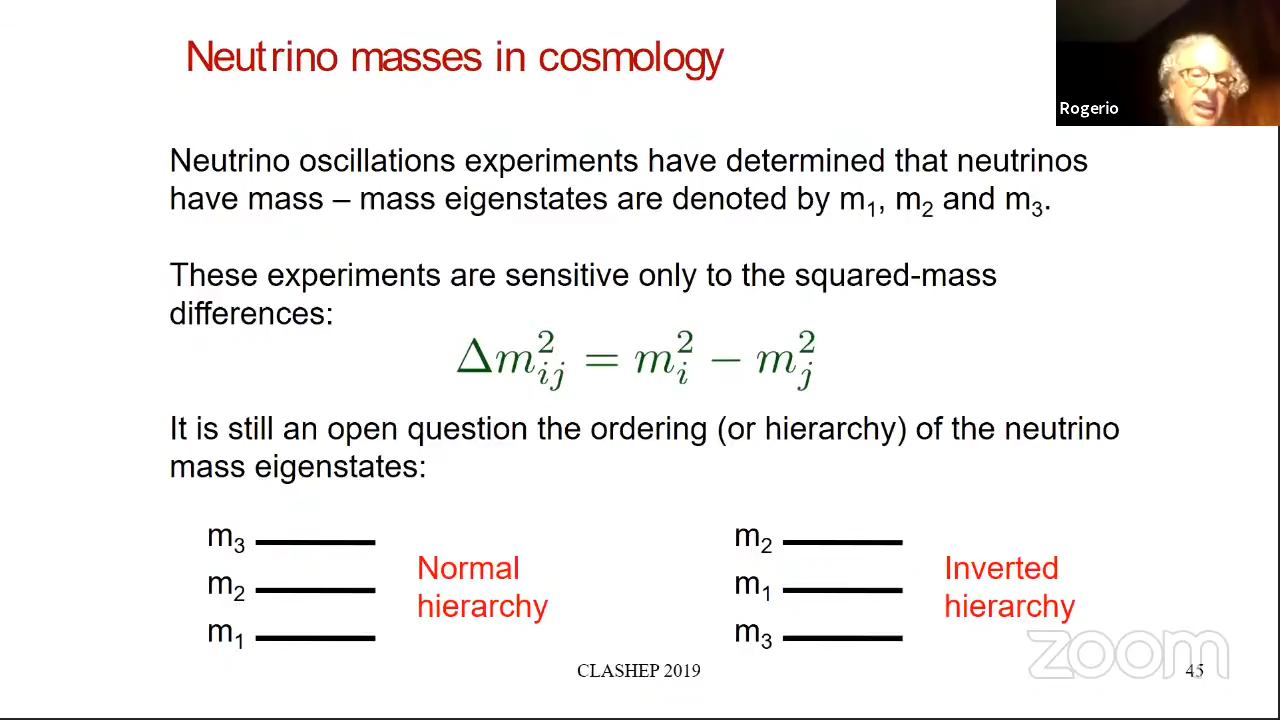 Neutrino masses in cosmology
Rogerio
Neutrino oscillations experiments have determined that neutrinos
have mass – mass eigenstates are denoted by m₁, m₂ and m₃.
These experiments are sensitive only to the squared-mass
differences:
Δm²ᵢⱼ = m²ᵢ − m²ⱼ
It is still an open question the ordering (or hierarchy) of the neutrino
mass eigenstates:
m₃
m₂
m₁
Normal
hierarchy
m₂
m₁
m₃
Inverted
hierarchy
zoom
CLASHEP 2019
45